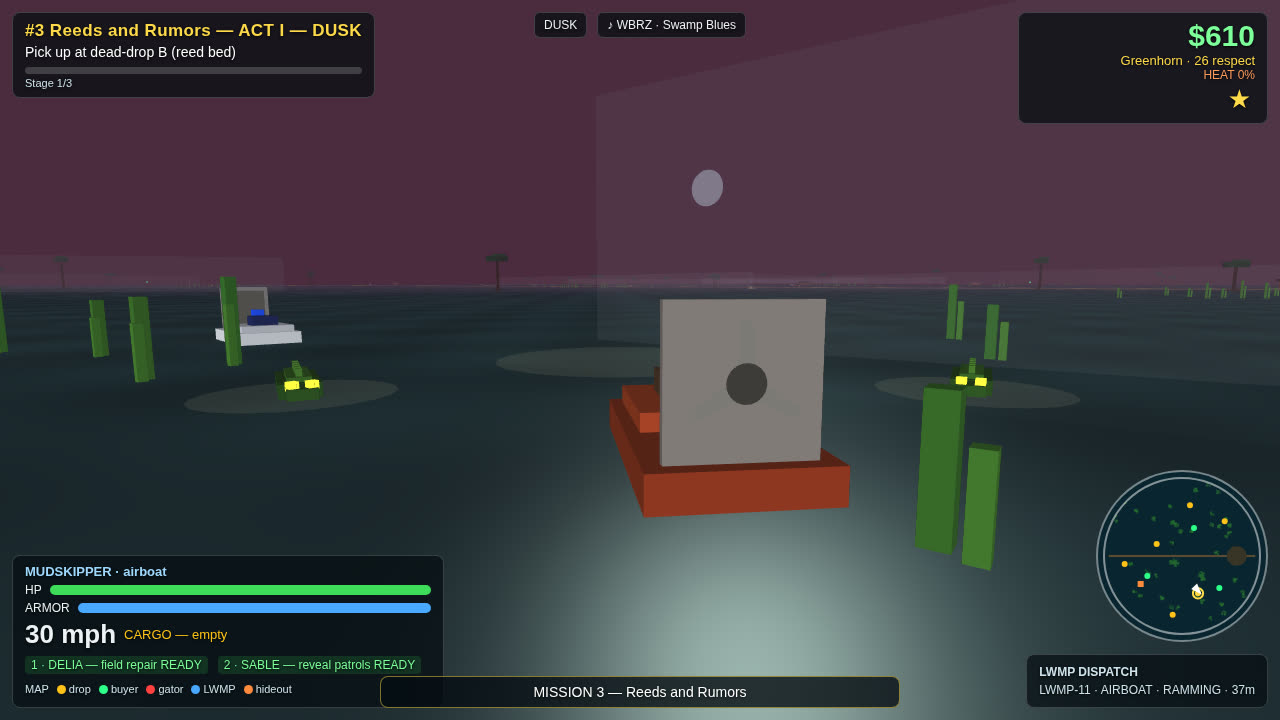 #3 Reeds and Rumors — ACT I — DUSK
Pick up at dead-drop B (reed bed)
Stage 1/3
DUSK
♪ WBRZ · Swamp Blues
$610
Greenhorn · 26 respect
HEAT 0%
★
MUDSKIPPER · airboat
HP
ARMOR
30 mph CARGO — empty
1 · DELIA — field repair READY 2 · SABLE — reveal patrols READY
MAP drop buyer gator LWMP hideout
MISSION 3 — Reeds and Rumors
LWMP DISPATCH
LWMP-11 · AIRBOAT · RAMMING · 37m